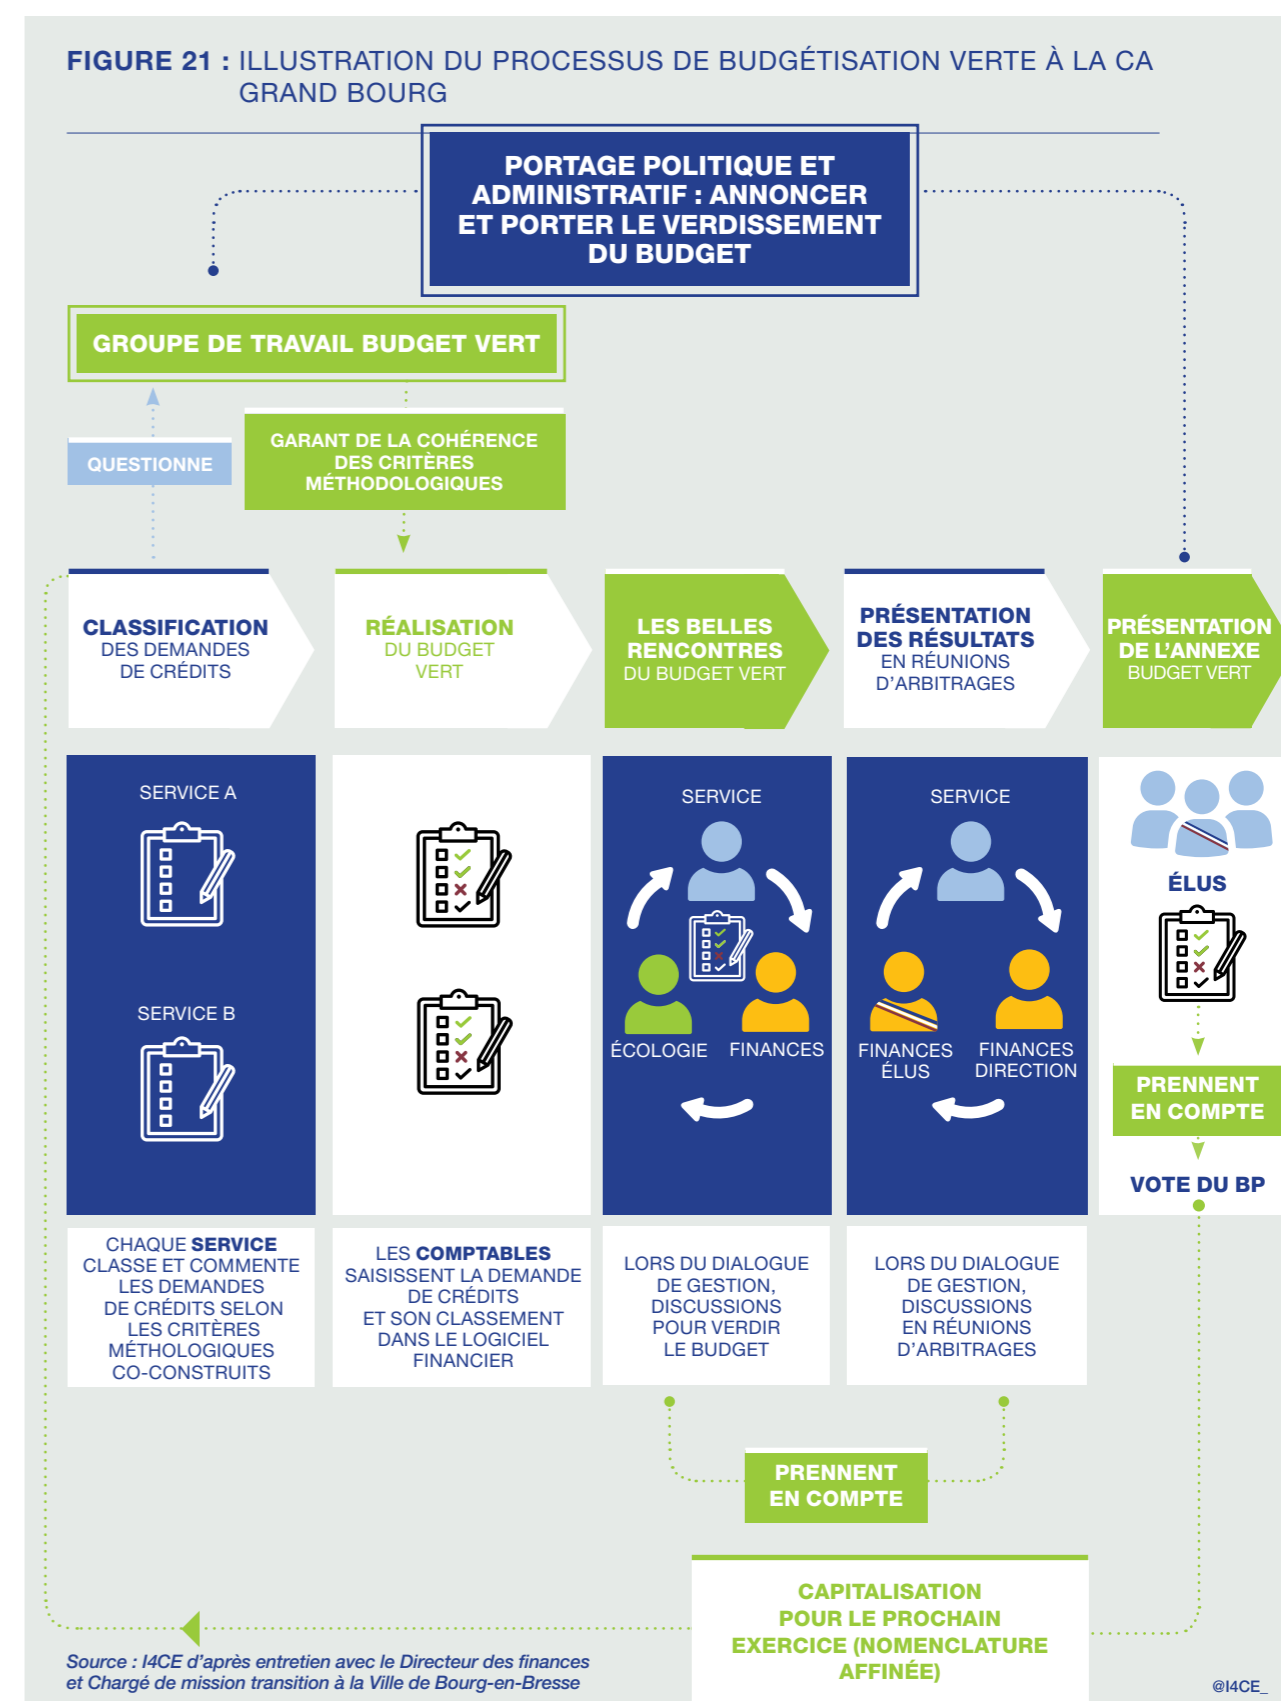 FIGURE 21 : ILLUSTRATION DU PROCESSUS DE BUDGÉTISATION VERTE À LA CA
GRAND BOURG
PORTAGE POLITIQUE ET
ADMINISTRATIF : ANNONCER
ET PORTER LE VERDISSEMENT
DU BUDGET
GROUPE DE TRAVAIL BUDGET VERT
QUESTIONNE
GARANT DE LA COHÉRENCE
DES CRITÈRES
MÉTHODOLOGIQUES
CLASSIFICATION
DES DEMANDES
DE CRÉDITS
RÉALISATION
DU BUDGET
VERT
LES BELLES
RENCONTRES
DU BUDGET VERT
PRÉSENTATION
DES RÉSULTATS
EN RÉUNIONS
D'ARBITRAGES
PRÉSENTATION
DE L'ANNEXE
BUDGET VERT
SERVICE A
SERVICE B
SERVICE
ÉCOLOGIE
FINANCES
SERVICE
FINANCES
ÉLUS
FINANCES
DIRECTION
ÉLUS
PRENNENT
EN COMPTE
VOTE DU BP
CHAQUE SERVICE
CLASSE ET COMMENTE
LES DEMANDES
DE CRÉDITS SELON
LES CRITÈRES
MÉTHOLOGIQUES
CO-CONSTRUITS
LES COMPTABLES
SAISISSENT LA DEMANDE
DE CRÉDITS
ET SON CLASSEMENT
DANS LE LOGICIEL
FINANCIER
LORS DU DIALOGUE
DE GESTION,
DISCUSSIONS
POUR VERDIR
LE BUDGET
LORS DU DIALOGUE
DE GESTION,
DISCUSSIONS
EN RÉUNIONS
D'ARBITRAGES
PRENNENT
EN COMPTE
CAPITALISATION
POUR LE PROCHAIN
EXERCICE (NOMENCLATURE
AFFINÉE)
Source : I4CE d'après entretien avec le Directeur des finances
et Chargé de mission transition à la Ville de Bourg-en-Bresse
@I4CE_